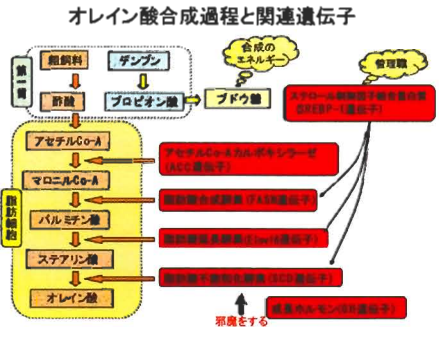 オレイン酸合成過程と関連遺伝子
第一胃
粗飼料
デンプン
合成のエネルギー
管理職
酢酸
プロピオン酸
ブドウ糖
ステロール制御因子結合蛋白質
(SREBP-1遺伝子)
脂肪細胞
アセチルCo-A
アセチルCo-Aカルボキシラーゼ
(ACC遺伝子)
マロニルCo-A
脂肪酸合成酵素(FASN遺伝子)
パルミチン酸
脂肪酸延長酵素(Elovl6遺伝子)
ステアリン酸
脂肪酸不飽和化酵素(SCD遺伝子)
オレイン酸
邪魔をする
成長ホルモン(GH遺伝子)